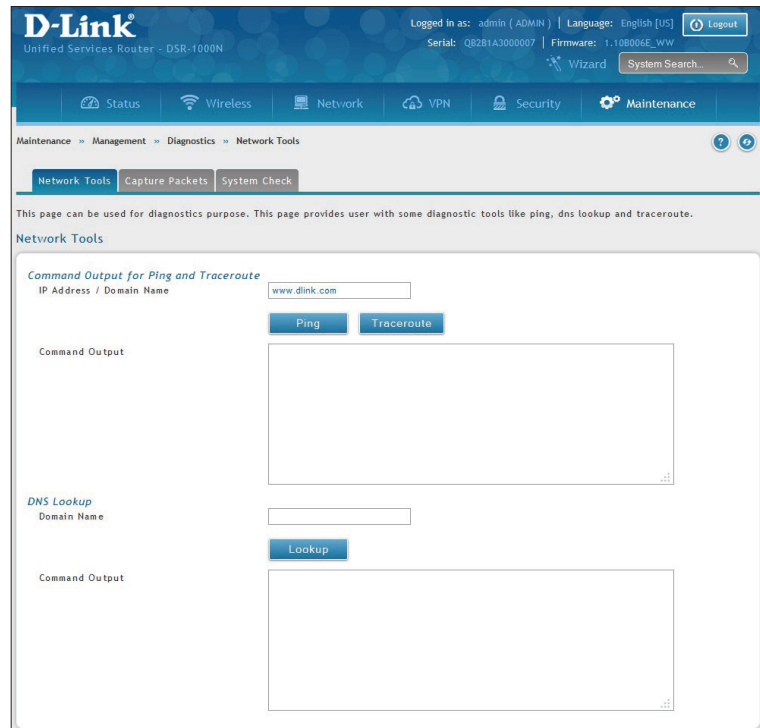 D-Link®
Unified Services Router - DSR-1000N
Logged in as: admin ( ADMIN ) | Language: English [US]
Logout
Serial: QB2B1A3000007 | Firmware: 1.10B006E_WW
Wizard
System Search...
Status
Wireless
Network
VPN
Security
Maintenance
Maintenance » Management » Diagnostics » Network Tools
?
Network Tools
Capture Packets
System Check
This page can be used for diagnostics purpose. This page provides user with some diagnostic tools like ping, dns lookup and traceroute.
Network Tools
Command Output for Ping and Traceroute
IP Address / Domain Name
www.dlink.com
Ping
Traceroute
Command Output
DNS Lookup
Domain Name
Lookup
Command Output